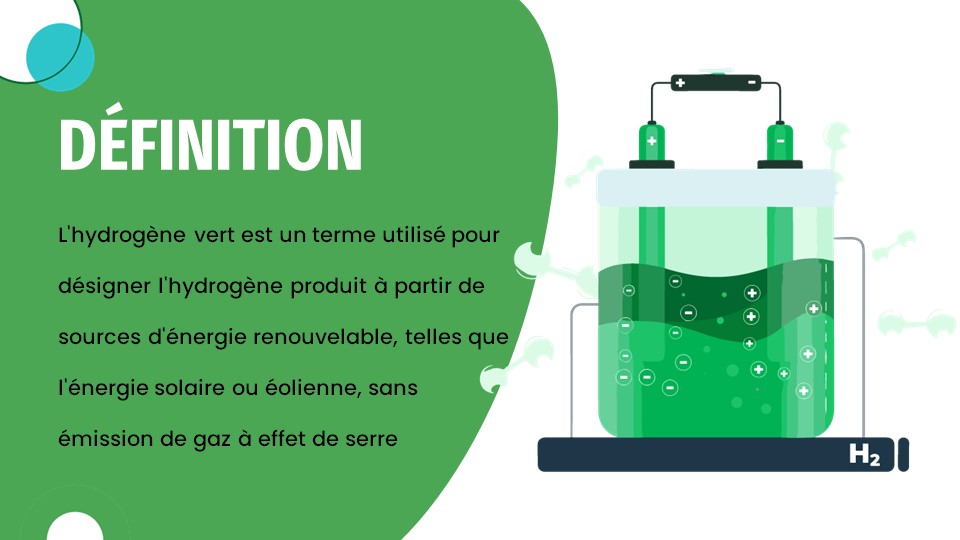 DÉFINITION
L'hydrogène vert est un terme utilisé pour
désigner l'hydrogène produit à partir de
sources d'énergie renouvelable, telles que
l'énergie solaire ou éolienne, sans
émission de gaz à effet de serre
H₂